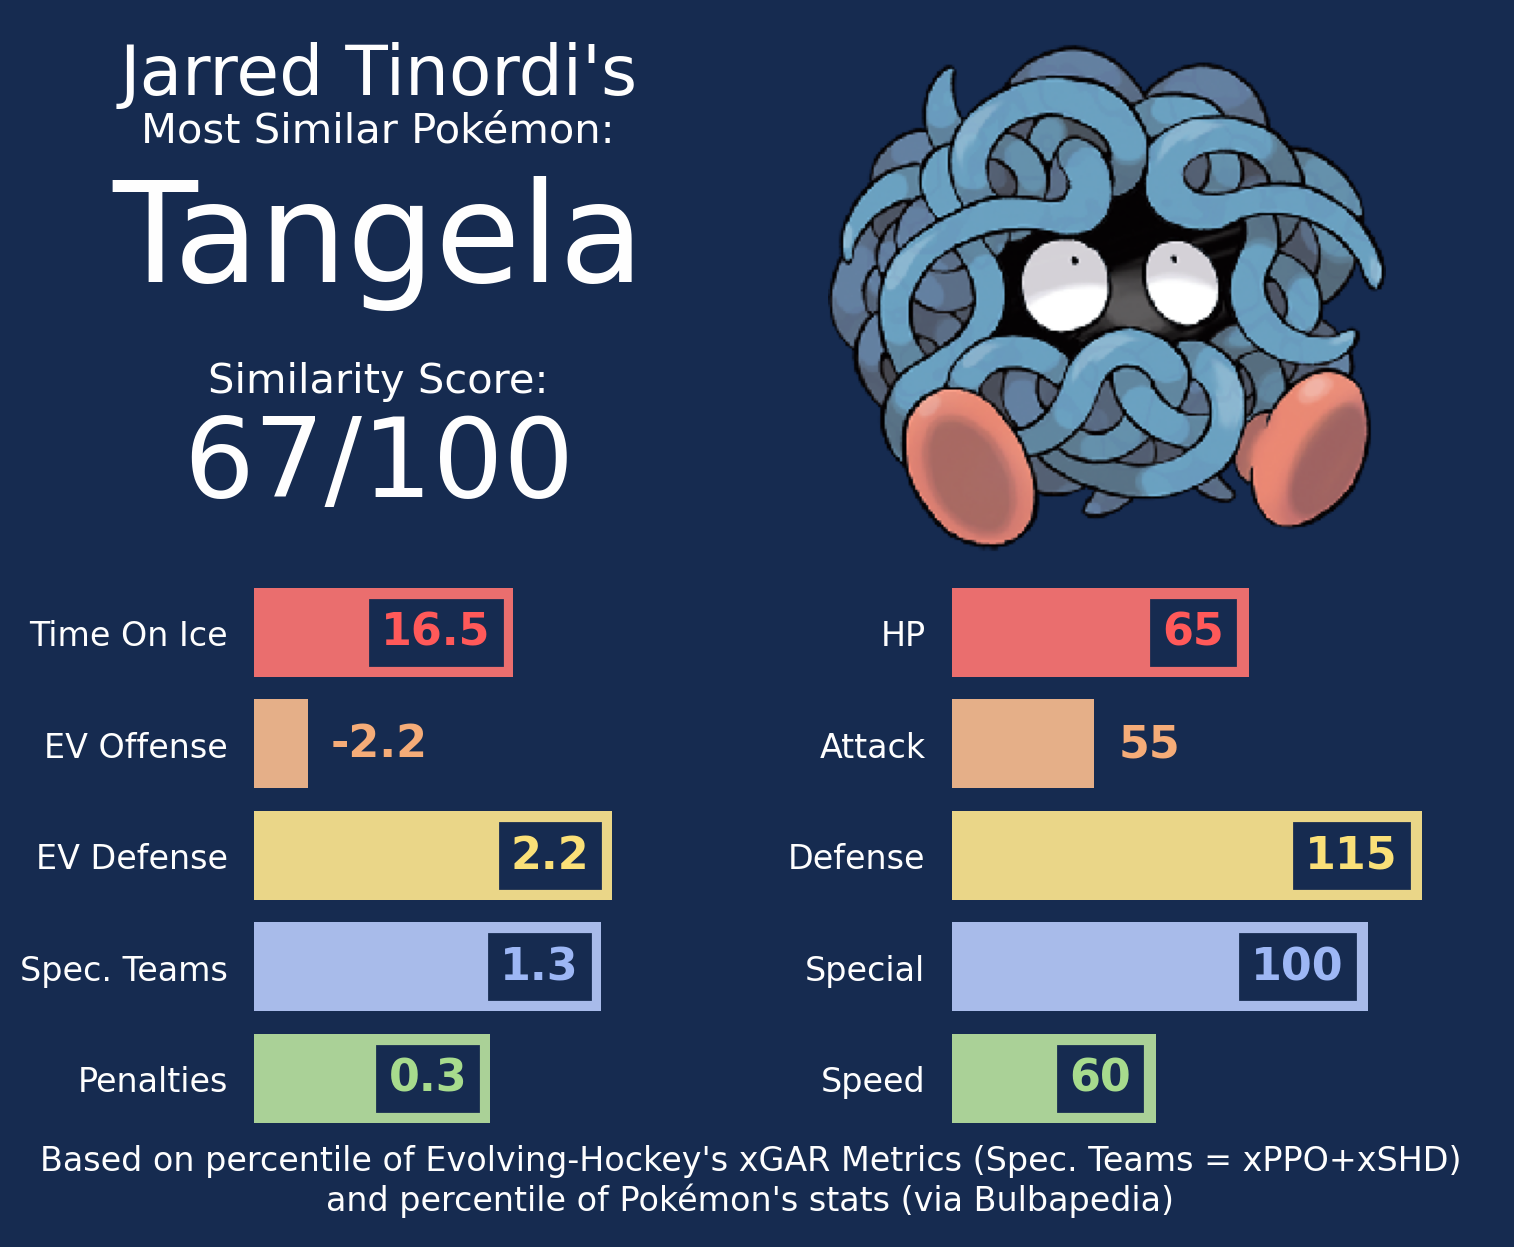 Jarred Tinordi's
Most Similar Pokémon:
Tangela
Similarity Score:
67/100
Time On Ice 16.5
EV Offense -2.2
EV Defense 2.2
Spec. Teams 1.3
Penalties 0.3
HP 65
Attack 55
Defense 115
Special 100
Speed 60
Based on percentile of Evolving-Hockey's xGAR Metrics (Spec. Teams = xPPO+xSHD)
and percentile of Pokémon's stats (via Bulbapedia)